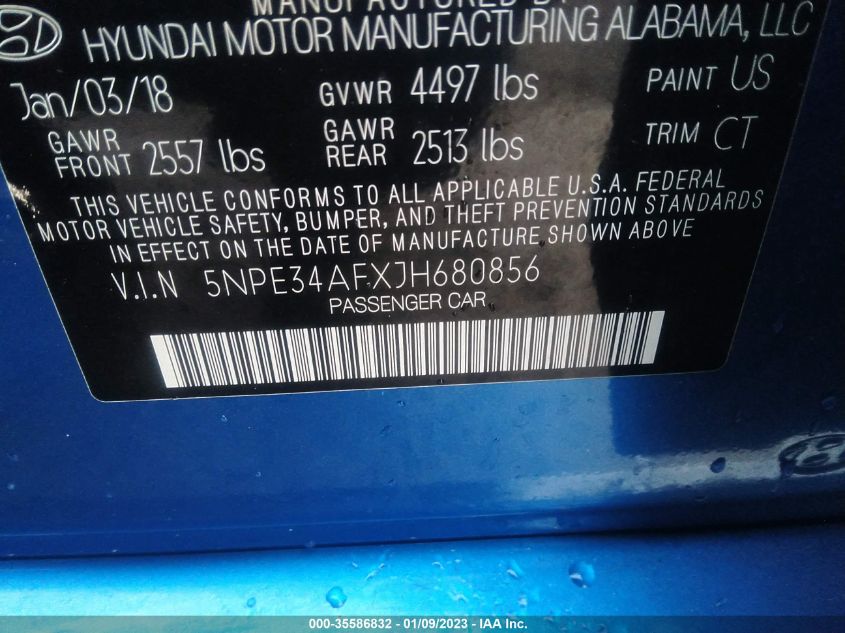 MANUFACTURED BY
HYUNDAI MOTOR MANUFACTURING ALABAMA, LLC
Jan/03/18 GVWR 4497 lbs PAINT US
GAWR FRONT 2557 lbs GAWR REAR 2513 lbs TRIM CT
THIS VEHICLE CONFORMS TO ALL APPLICABLE U.S.A. FEDERAL
MOTOR VEHICLE SAFETY, BUMPER, AND THEFT PREVENTION STANDARDS
IN EFFECT ON THE DATE OF MANUFACTURE SHOWN ABOVE
V.I.N 5NPE34AFXJH680856
PASSENGER CAR
000-35586832 - 01/09/2023 - IAA Inc.